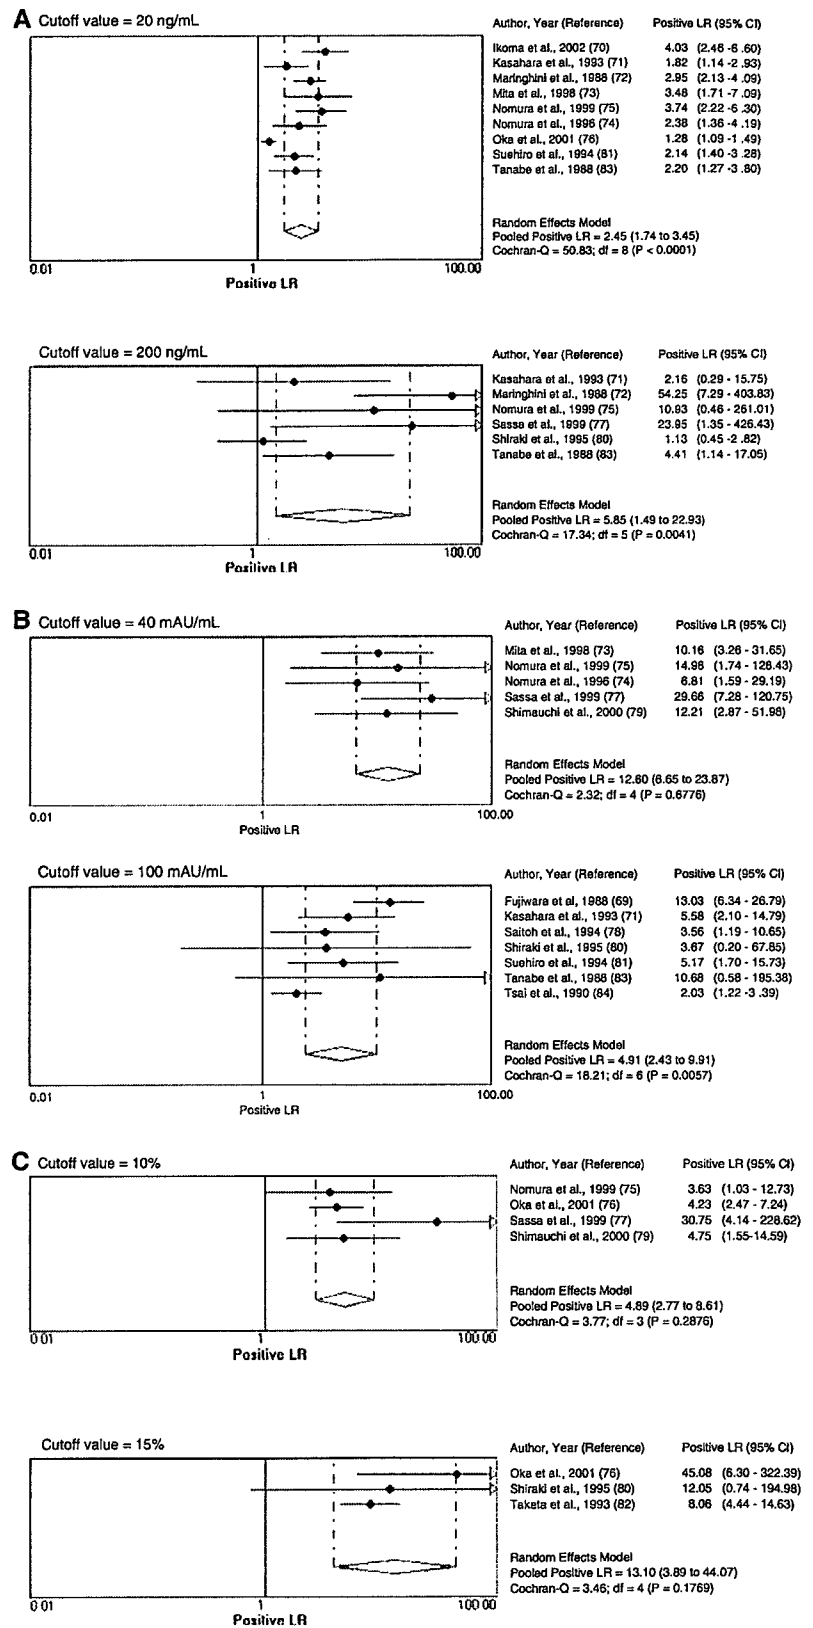 A Cutoff value = 20 ng/mL
Author, Year (Reference) Positive LR (95% CI)
Ikoma et al., 2002 (70) 4.03 (2.46 -6 .60)
Kasahara et al., 1993 (71) 1.82 (1.14 -2 .93)
Maringhini et al., 1988 (72) 2.95 (2.13 -4 .09)
Mita et al., 1998 (73) 3.48 (1.71 -7 .09)
Nomura et al., 1999 (75) 3.74 (2.22 -6 .30)
Nomura et al., 1996 (74) 2.38 (1.36 -4 .19)
Oka et al., 2001 (76) 1.28 (1.09 -1 .49)
Suehiro et al., 1994 (81) 2.14 (1.40 -3 .28)
Tanabe et al., 1988 (83) 2.20 (1.27 -3 .80)
Random Effects Model
Pooled Positive LR = 2.45 (1.74 to 3.45)
Cochran-Q = 50.83; df = 8 (P < 0.0001)
0.01 1 100.00
Positive LR
Cutoff value = 200 ng/mL
Author, Year (Reference) Positive LR (95% CI)
Kasahara et al., 1993 (71) 2.16 (0.29 - 15.75)
Maringhini et al., 1988 (72) 54.25 (7.29 - 403.83)
Nomura et al., 1999 (75) 10.93 (0.46 - 261.01)
Sassa et al., 1999 (77) 23.95 (1.35 - 426.43)
Shiraki et al., 1995 (80) 1.13 (0.45 -2 .82)
Tanabe et al., 1988 (83) 4.41 (1.14 - 17.05)
Random Effects Model
Pooled Positive LR = 5.85 (1.49 to 22.93)
Cochran-Q = 17.34; df = 5 (P = 0.0041)
0.01 1 100.00
Positive LR
B Cutoff value = 40 mAU/mL
Author, Year (Reference) Positive LR (95% CI)
Mita et al., 1998 (73) 10.16 (3.26 - 31.65)
Nomura et al., 1999 (75) 14.96 (1.74 - 128.43)
Nomura et al., 1996 (74) 6.81 (1.59 - 29.19)
Sassa et al., 1999 (77) 29.66 (7.28 - 120.75)
Shimauchi et al., 2000 (79) 12.21 (2.87 - 51.98)
Random Effects Model
Pooled Positive LR = 12.60 (6.65 to 23.87)
Cochran-Q = 2.32; df = 4 (P = 0.6776)
0.01 1 100.00
Positive LR
Cutoff value = 100 mAU/mL
Author, Year (Reference) Positive LR (95% CI)
Fujiwara et al, 1988 (69) 13.03 (6.34 - 26.79)
Kasahara et al., 1993 (71) 5.58 (2.10 - 14.79)
Saitoh et al., 1994 (78) 3.56 (1.19 - 10.65)
Shiraki et al., 1995 (80) 3.67 (0.20 - 67.85)
Suehiro et al., 1994 (81) 5.17 (1.70 - 15.73)
Tanabe et al., 1988 (83) 10.68 (0.58 - 195.38)
Tsai et al., 1990 (84) 2.03 (1.22 -3 .39)
Random Effects Model
Pooled Positive LR = 4.91 (2.43 to 9.91)
Cochran-Q = 18.21; df = 6 (P = 0.0057)
0.01 1 100.00
Positive LR
C Cutoff value = 10%
Author, Year (Reference) Positive LR (95% CI)
Nomura et al., 1999 (75) 3.63 (1.03 - 12.73)
Oka et al., 2001 (76) 4.23 (2.47 - 7.24)
Sassa et al., 1999 (77) 30.75 (4.14 - 228.62)
Shimauchi et al., 2000 (79) 4.75 (1.55-14.59)
Random Effects Model
Pooled Positive LR = 4.89 (2.77 to 8.61)
Cochran-Q = 3.77; df = 3 (P = 0.2876)
0 01 1 100 00
Positive LR
Cutoff value = 15%
Author, Year (Reference) Positive LR (95% CI)
Oka et al., 2001 (76) 45.08 (6.30 - 322.39)
Shiraki et al., 1995 (80) 12.05 (0.74 - 194.98)
Taketa et al., 1993 (82) 8.06 (4.44 - 14.63)
Random Effects Model
Pooled Positive LR = 13.10 (3.89 to 44.07)
Cochran-Q = 3.46; df = 4 (P = 0.1769)
0 01 1 100 00
Positive LR